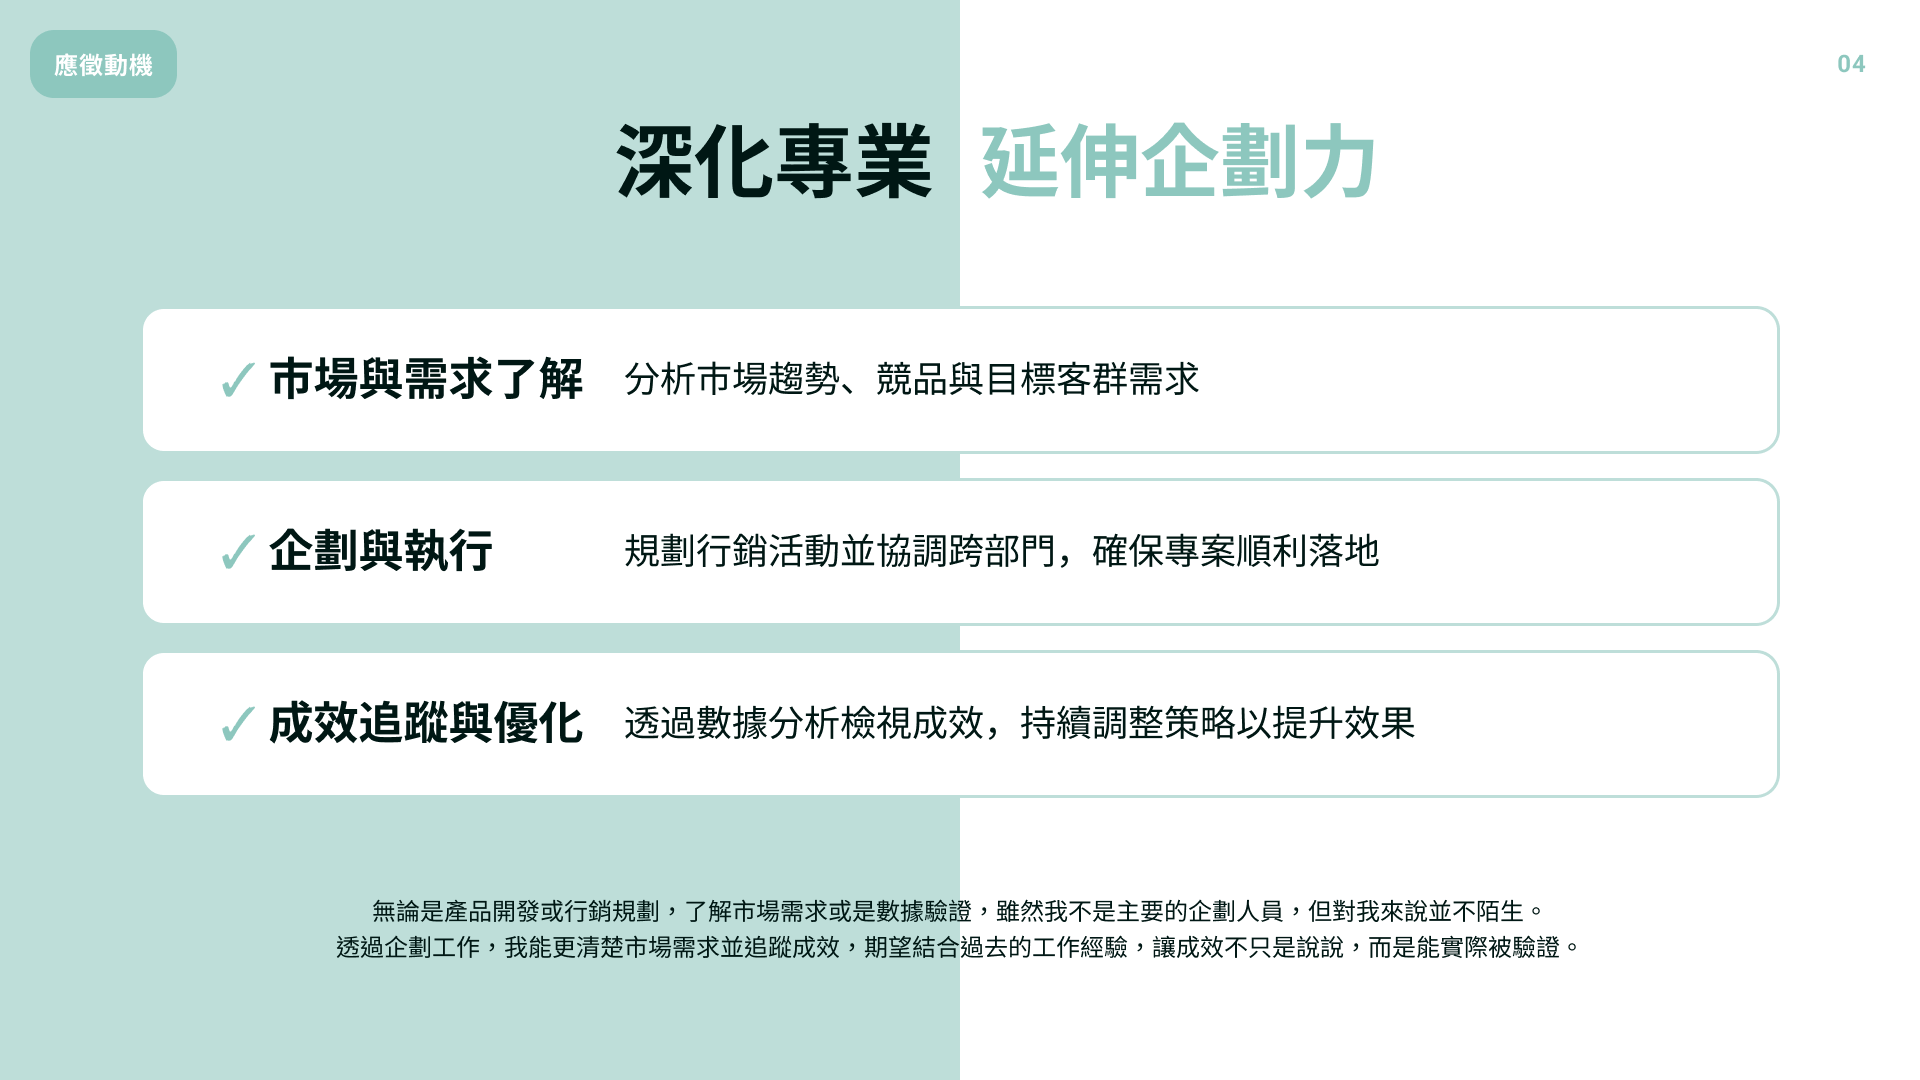 應徵動機
04
深化專業 延伸企劃力
✓ 市場與需求了解 分析市場趨勢、競品與目標客群需求
✓ 企劃與執行 規劃行銷活動並協調跨部門，確保專案順利落地
✓ 成效追蹤與優化 透過數據分析檢視成效，持續調整策略以提升效果
無論是產品開發或行銷規劃，了解市場需求或是數據驗證，雖然我不是主要的企劃人員，但對我來說並不陌生。
透過企劃工作，我能更清楚市場需求並追蹤成效，期望結合過去的工作經驗，讓成效不只是說說，而是能實際被驗證。